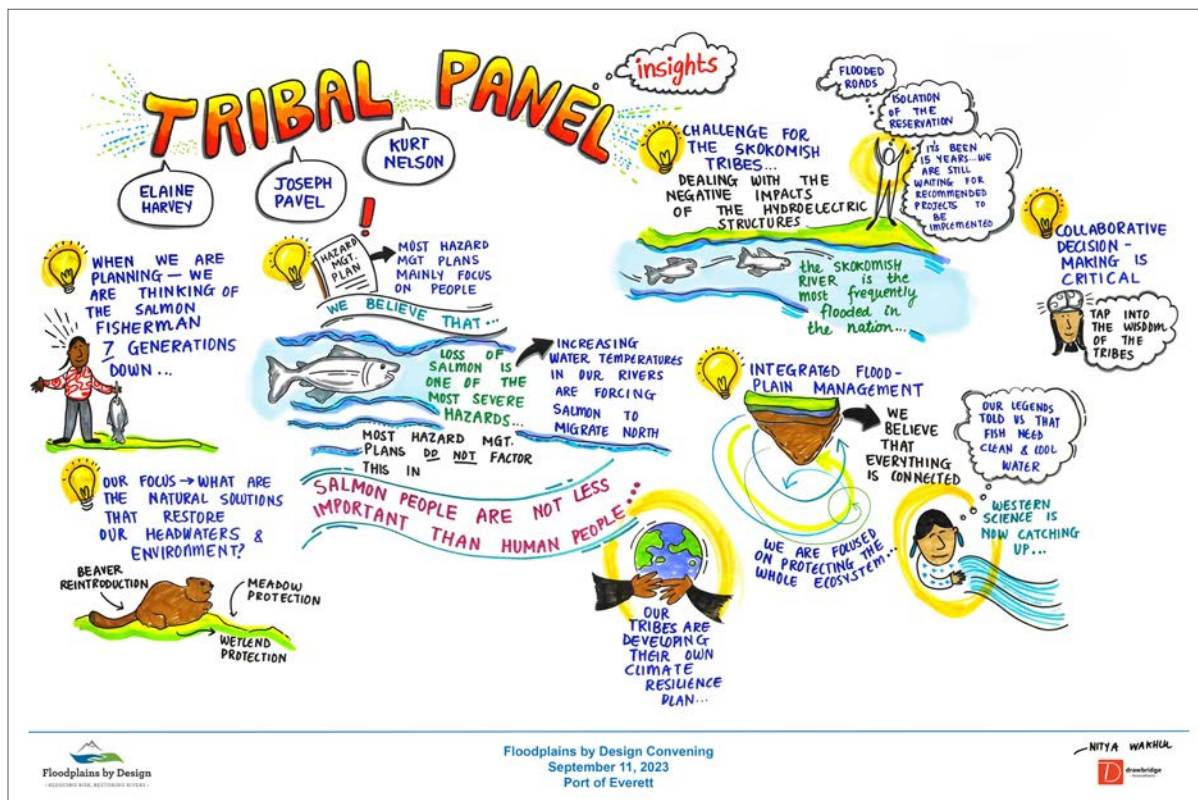 TRIBAL PANEL
insights
ELAINE
HARVEY
JOSEPH
PAVEL
KURT
NELSON
WHEN WE ARE
PLANNING — WE
ARE THINKING OF
THE SALMON
FISHERMAN
7 GENERATIONS
DOWN...
OUR FOCUS → WHAT ARE
THE NATURAL SOLUTIONS
THAT RESTORE
OUR HEADWATERS &
ENVIRONMENT?
BEAVER
REINTRODUCTION
MEADOW
PROTECTION
WETLEND
PROTECTION
!
HAZARD
MGT.
PLAN
MOST HAZARD
MGT PLANS
MAINLY FOCUS
ON PEOPLE
WE BELIEVE THAT...
LOSS OF
SALMON IS
ONE OF THE
MOST SEVERE
HAZARDS...
INCREASING
WATER TEMPERATURES
IN OUR RIVERS
ARE FORCING
SALMON TO
MIGRATE NORTH
MOST HAZARD MGT.
PLANS DO NOT FACTOR
THIS IN
SALMON PEOPLE ARE NOT LESS
IMPORTANT THAN HUMAN PEOPLE...
OUR
TRIBES ARE
DEVELOPING
THEIR OWN
CLIMATE
RESILIENCE
PLAN...
CHALLENGE FOR
THE SKOKOMISH
TRIBES...
DEALING WITH THE
NEGATIVE IMPACTS
OF THE HYDROELECTRIC
STRUCTURES
FLOODED
ROADS
ISOLATION
OF THE
RESERVATION
IT'S BEEN
15 YEARS...WE
ARE STILL
WAITING FOR
RECOMMENDED
PROJECTS TO
BE
IMPLEMENTED
the SKOKOMISH
RIVER is the
most frequently
flooded in
the nation...
COLLABORATIVE
DECISION-
MAKING IS
CRITICAL
TAP INTO
THE WISDOM
OF THE
TRIBES
INTEGRATED FLOOD-
PLAIN MANAGEMENT
WE
BELIEVE
THAT
EVERYTHING
IS CONNECTED
WE ARE FOCUSED
ON PROTECTING THE
WHOLE ECOSYSTEM...
OUR LEGENDS
TOLD US THAT
FISH NEED
CLEAN & COOL
WATER
WESTERN
SCIENCE IS
NOW CATCHING
UP...
Floodplains by Design
REDUCING RISK, RESTORING RIVERS
Floodplains by Design Convening
September 11, 2023
Port of Everett
NITYA WAKHLU
drawbridge